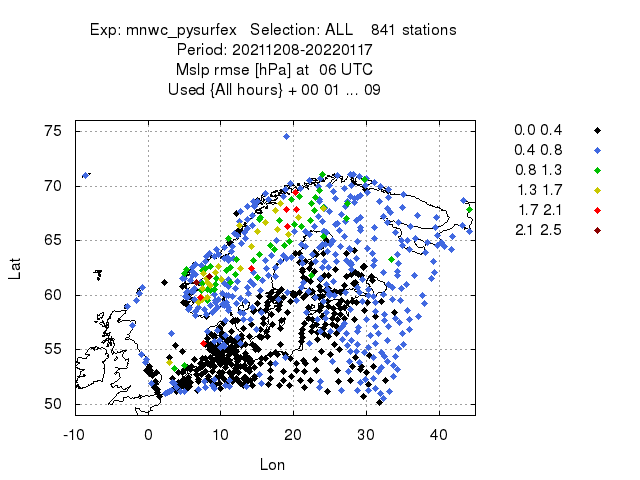 Exp: mnwc_pysurfex Selection: ALL 841 stations
Period: 20211208-20220117
Mslp rmse [hPa] at 06 UTC
Used {All hours} + 00 01 ... 09
75
70
65
60
55
50
Lat
-10 0 10 20 30 40
Lon
0.0 0.4
0.4 0.8
0.8 1.3
1.3 1.7
1.7 2.1
2.1 2.5